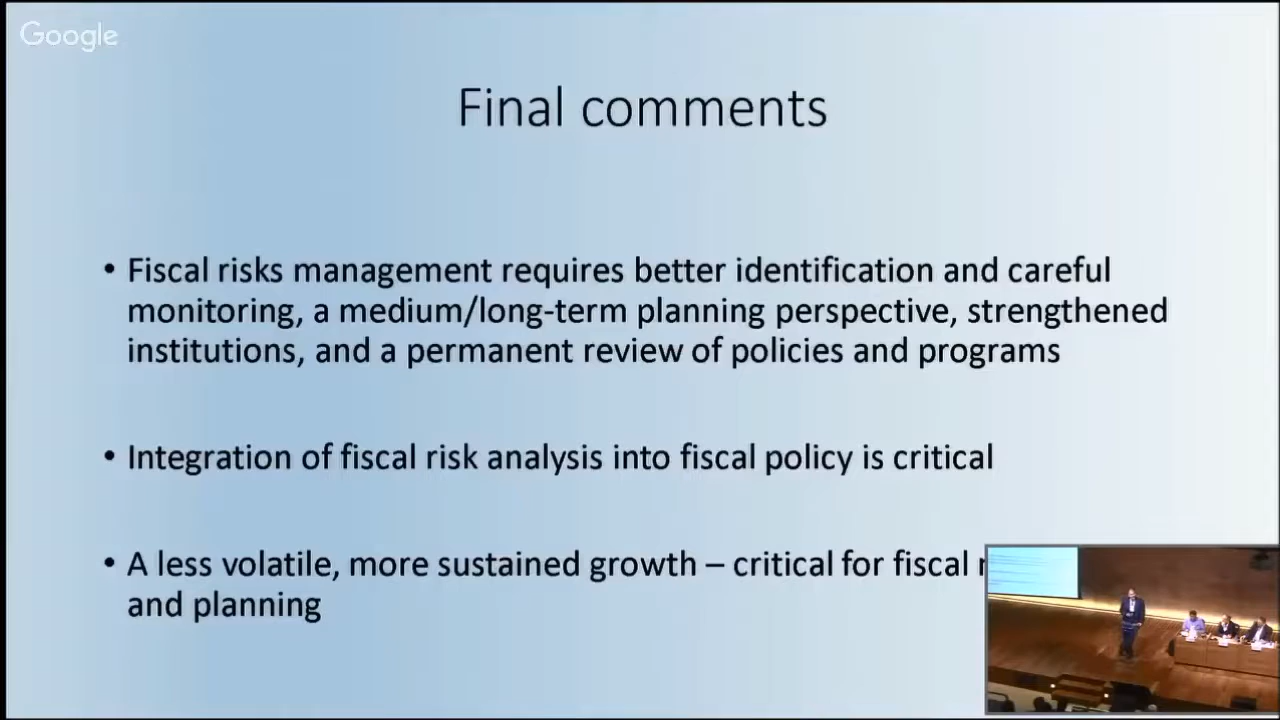 Google
Final comments
• Fiscal risks management requires better identification and careful
monitoring, a medium/long-term planning perspective, strengthened
institutions, and a permanent review of policies and programs
• Integration of fiscal risk analysis into fiscal policy is critical
• A less volatile, more sustained growth – critical for fiscal
and planning